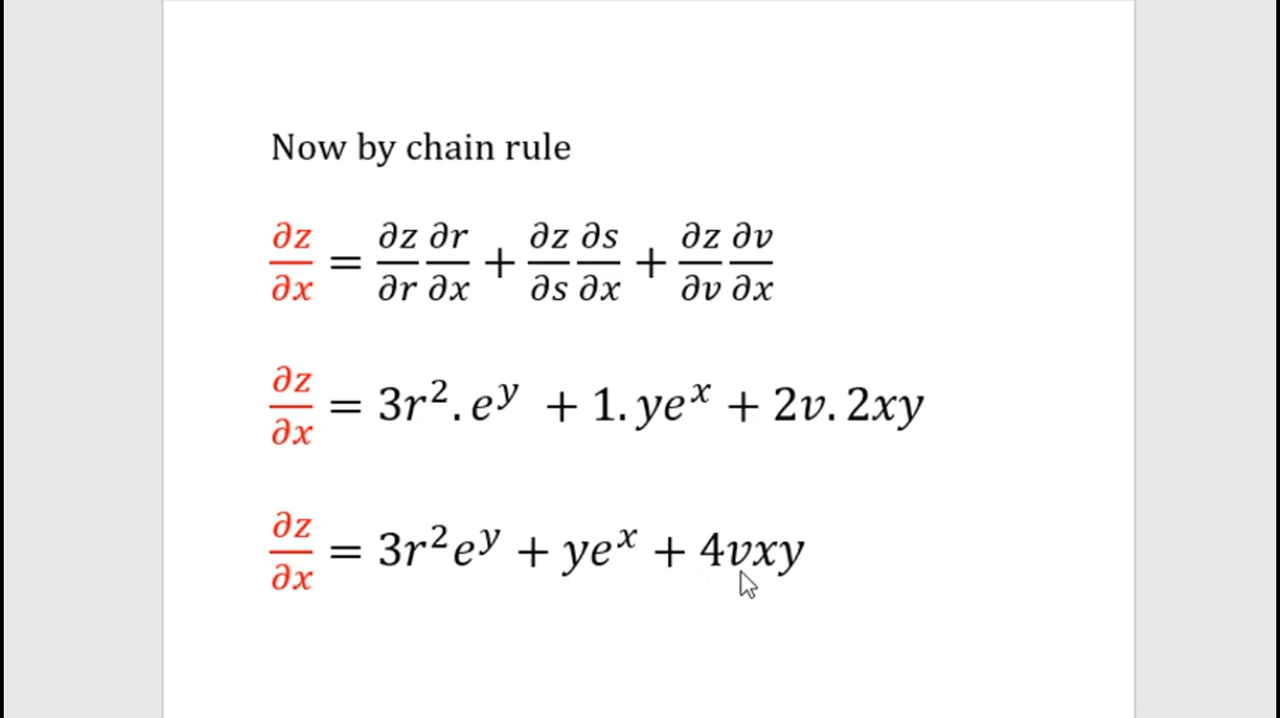 Now by chain rule
∂z/∂x = ∂z/∂r ∂r/∂x + ∂z/∂s ∂s/∂x + ∂z/∂v ∂v/∂x
∂z/∂x = 3r².e^y + 1.ye^x + 2v.2xy
∂z/∂x = 3r²e^y + ye^x + 4vxy